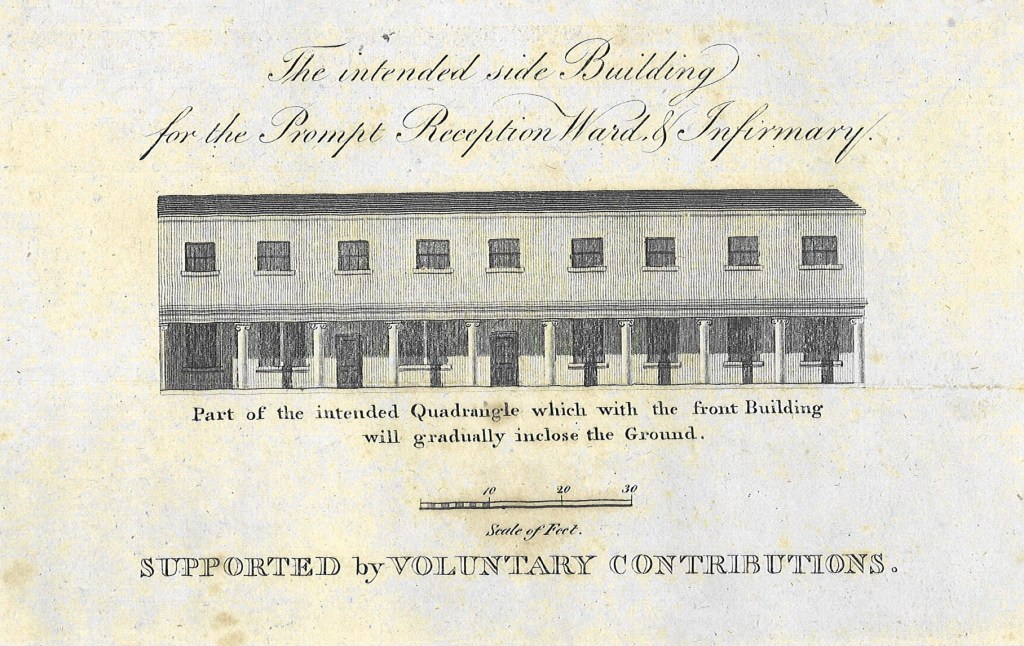 The intended side Building
for the Prompt Reception Ward, & Infirmary.
Part of the intended Quadrangle which with the front Building
will gradually inclose the Ground.
10 20 30
Scale of Feet.
SUPPORTED by VOLUNTARY CONTRIBUTIONS.